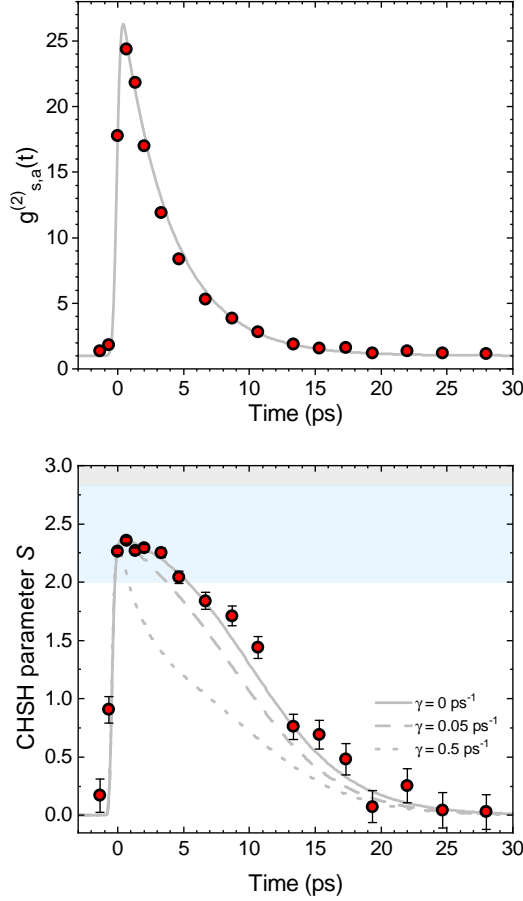 25
20
15
10
5
0
g(2)s,a(t)
0 5 10 15 20 25 30
Time (ps)
3.0
2.5
2.0
1.5
1.0
0.5
0.0
CHSH parameter S
γ = 0 ps-1
γ = 0.05 ps-1
γ = 0.5 ps-1
0 5 10 15 20 25 30
Time (ps)